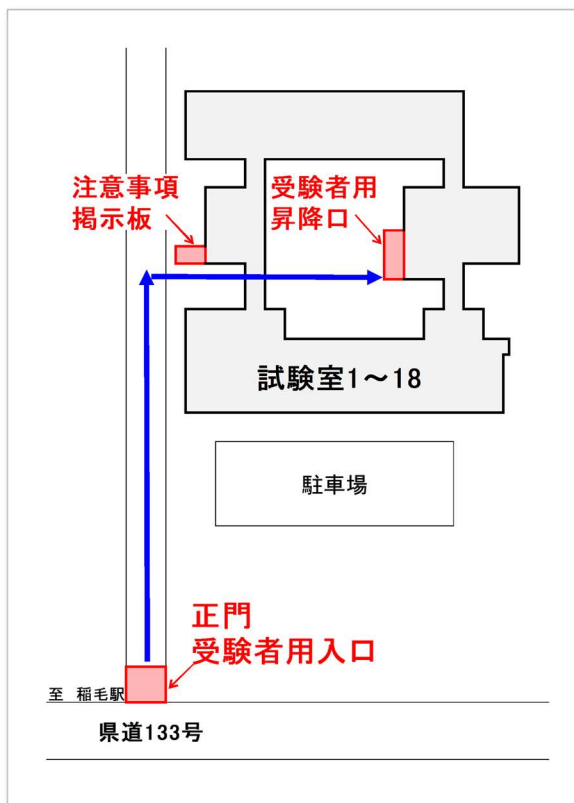 注意事項
掲示板
受験者用
昇降口
試験室1～18
駐車場
正門
受験者用入口
至 稲毛駅
県道133号